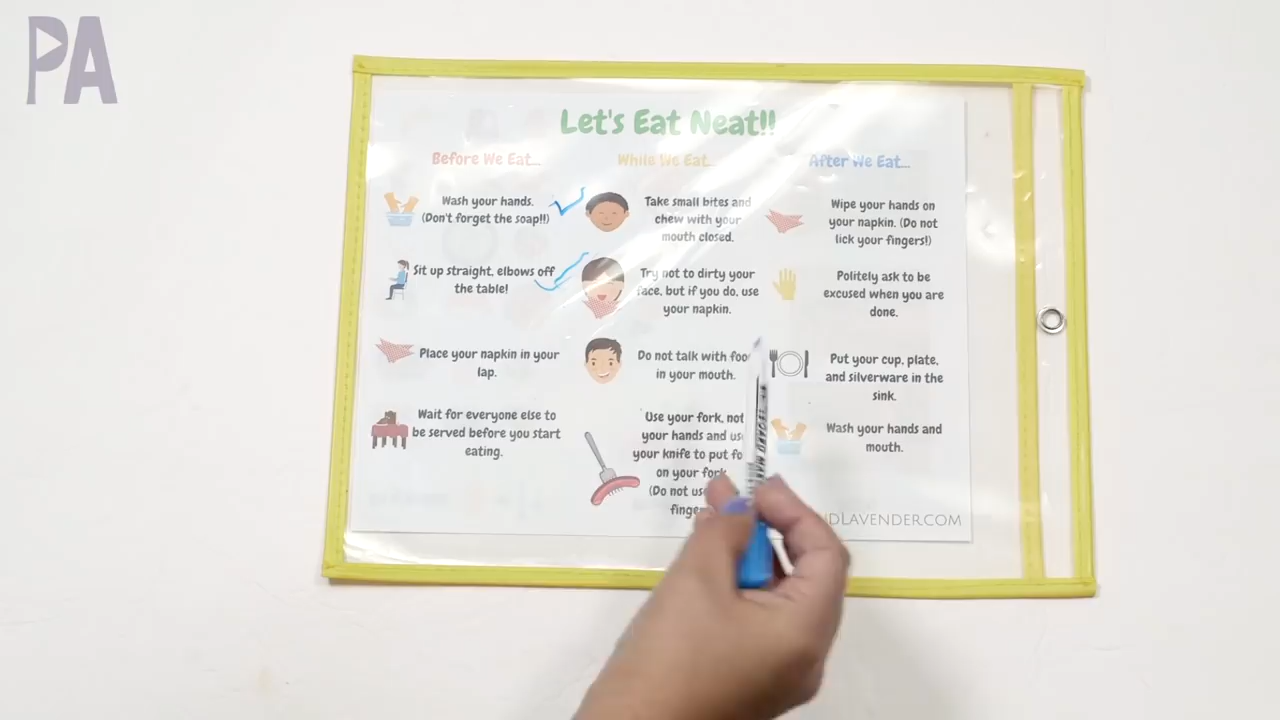 PA
Let's Eat Neat!!
Before We Eat...
Wash your hands.
(Don't forget the soap!!)
Sit up straight, elbows off
the table!
Place your napkin in your
lap.
Wait for everyone else to
be served before you start
eating.
While We Eat...
Take small bites and
chew with your
mouth closed.
Try not to dirty your
face, but if you do, use
your napkin.
Do not talk with foo
in your mouth.
Use your fork, not
your hands and us
your knife to put fo
on your fork
(Do not us
finge
After We Eat...
Wipe your hands on
your napkin. (Do not
lick your fingers!)
Politely ask to be
excused when you are
done.
Put your cup, plate,
and silverware in the
sink.
Wash your hands and
mouth.
NDLAVENDER.COM